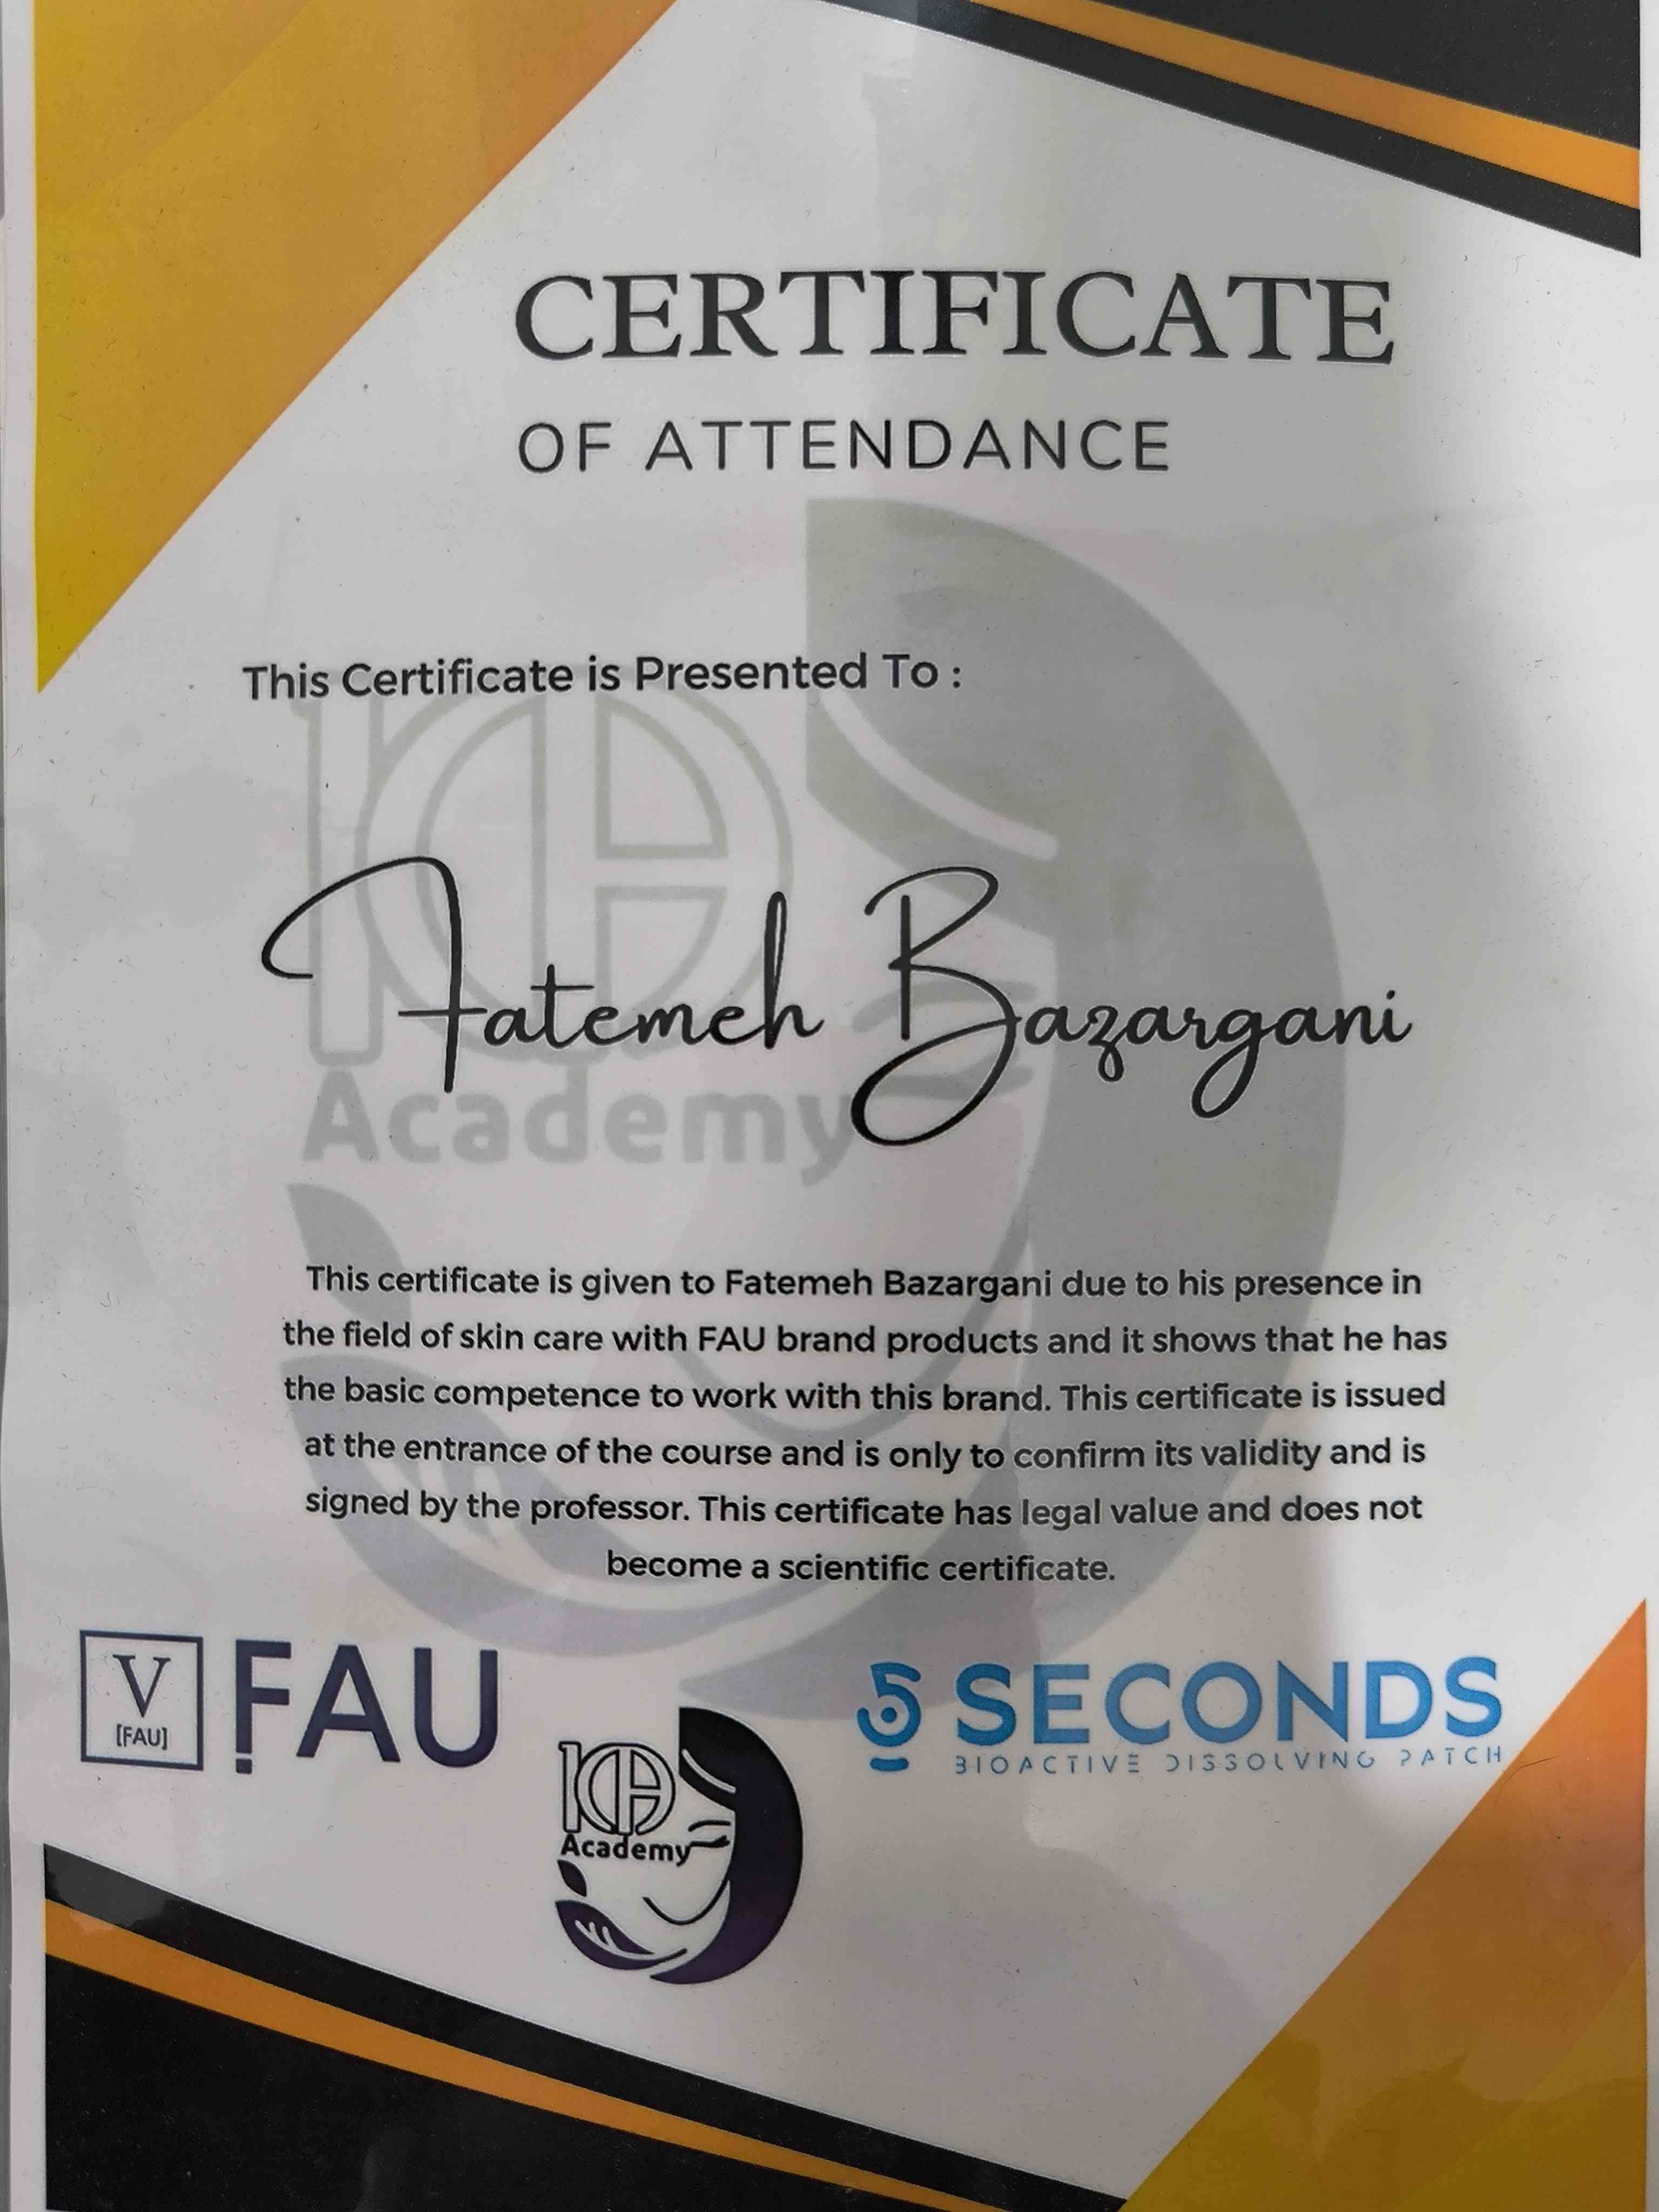 CERTIFICATE
OF ATTENDANCE
This Certificate is Presented To :
Fatemeh Bazargani
Academy
This certificate is given to Fatemeh Bazargani due to his presence in
the field of skin care with FAU brand products and it shows that he has
the basic competence to work with this brand. This certificate is issued
at the entrance of the course and is only to confirm its validity and is
signed by the professor. This certificate has legal value and does not
become a scientific certificate.
V
[FAU]
FAU
5 SECONDS
BIOACTIVE DISSOLVING PATCH
Academy